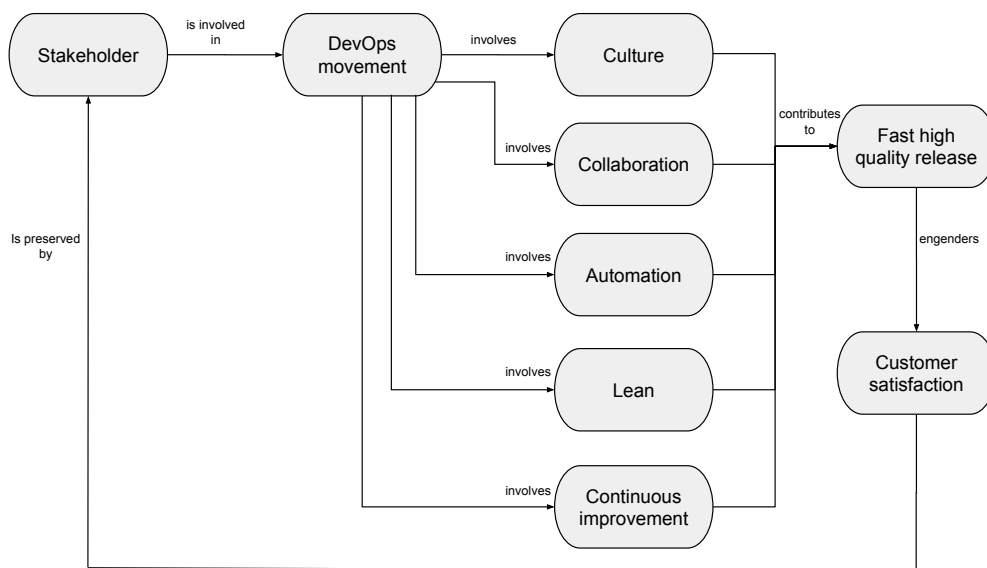 Stakeholder
is involved
in
DevOps
movement
involves
Culture
involves
Collaboration
involves
Automation
involves
Lean
involves
Continuous
improvement
contributes
to
Fast high
quality release
engenders
Customer
satisfaction
Is preserved
by